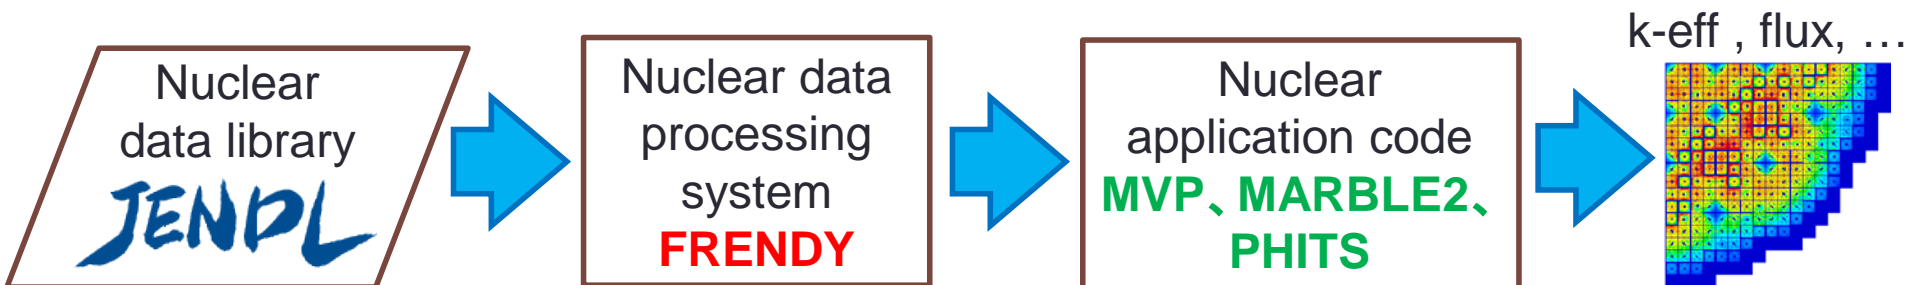 Nuclear
data library
JENDL
Nuclear data
processing
system
FRENDY
Nuclear
application code
MVP、MARBLE2、
PHITS
k-eff , flux, …